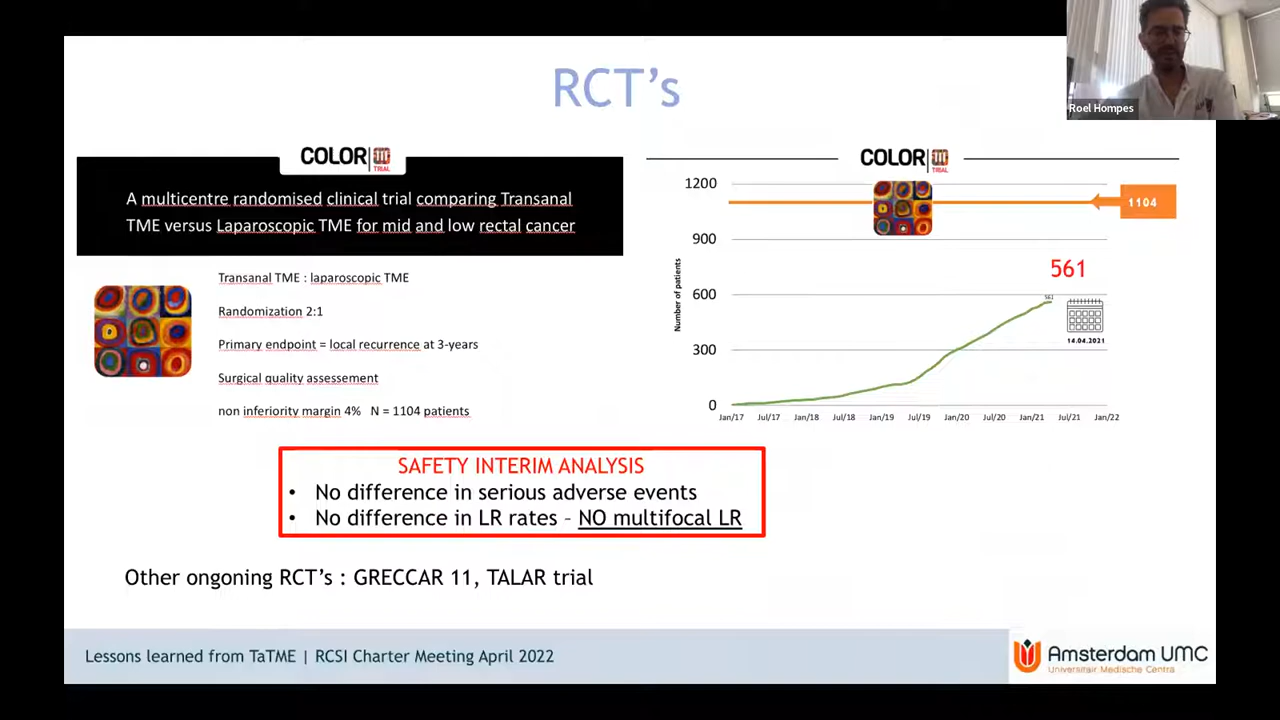 RCT's
Roel Hompes
COLOR III
TRIAL
A multicentre randomised clinical trial comparing Transanal
TME versus Laparoscopic TME for mid and low rectal cancer
Transanal TME : laparoscopic TME
Randomization 2:1
Primary endpoint = local recurrence at 3-years
Surgical quality assessement
non inferiority margin 4% N = 1104 patients
COLOR III
TRIAL
Number of patients
1200
900
600
300
0
1104
561
561
14.04.2021
Jan/17 Jul/17 Jan/18 Jul/18 Jan/19 Jul/19 Jan/20 Jul/20 Jan/21 Jul/21 Jan/22
SAFETY INTERIM ANALYSIS
• No difference in serious adverse events
• No difference in LR rates – NO multifocal LR
Other ongoing RCT's : GRECCAR 11, TALAR trial
Lessons learned from TaTME | RCSI Charter Meeting April 2022
Amsterdam UMC
Universitair Medische Centra